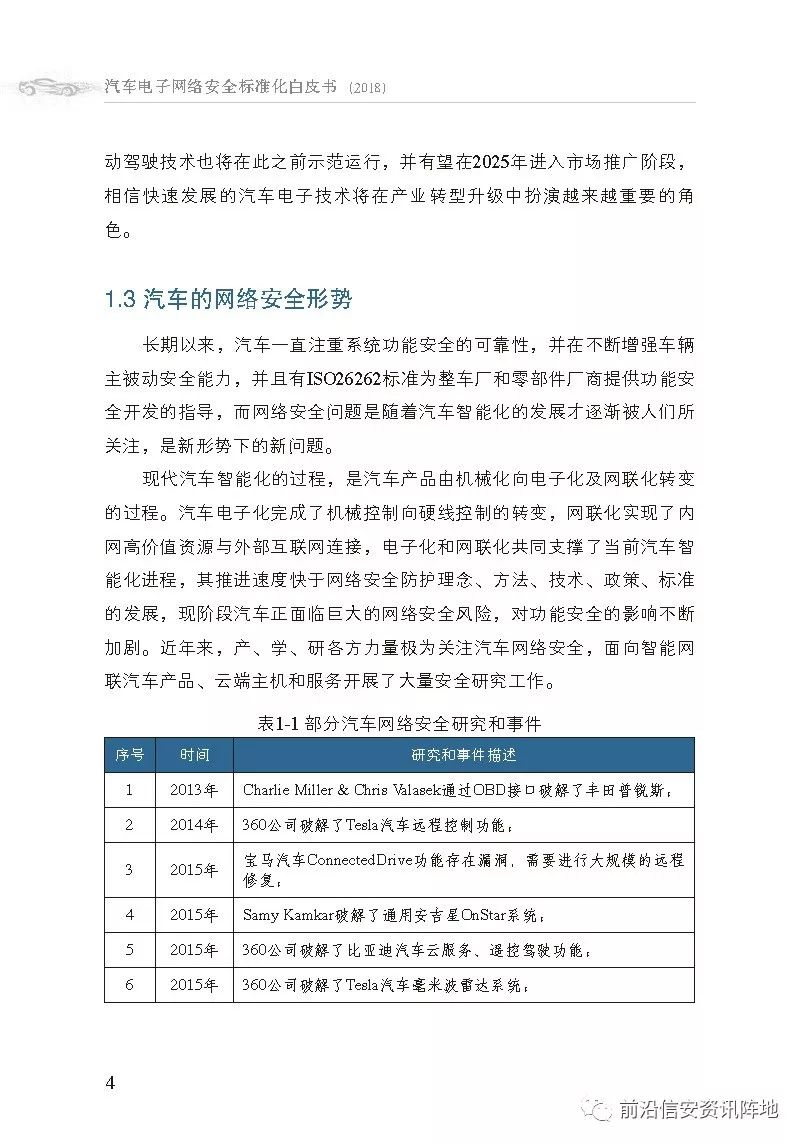 汽车电子网络安全标准化白皮书 (2018)
动驾驶技术也将在此之前示范运行，并有望在2025年进入市场推广阶段，
相信快速发展的汽车电子技术将在产业转型升级中扮演越来越重要的角
色。
1.3 汽车的网络安全形势
长期以来，汽车一直注重系统功能安全的可靠性，并在不断增强车辆
主被动安全能力，并且有ISO26262标准为整车厂和零部件厂商提供功能安
全开发的指导，而网络安全问题是随着汽车智能化的发展才逐渐被人们所
关注，是新形势下的新问题。
现代汽车智能化的过程，是汽车产品由机械化向电子化及网联化转变
的过程。汽车电子化完成了机械控制向硬线控制的转变，网联化实现了内
网高价值资源与外部互联网连接，电子化和网联化共同支撑了当前汽车智
能化进程，其推进速度快于网络安全防护理念、方法、技术、政策、标准
的发展，现阶段汽车正面临巨大的网络安全风险，对功能安全的影响不断
加剧。近年来，产、学、研各方力量极为关注汽车网络安全，面向智能网
联汽车产品、云端主机和服务开展了大量安全研究工作。
表1-1 部分汽车网络安全研究和事件
序号 时间 研究和事件描述
1 2013年 Charlie Miller & Chris Valasek通过OBD接口破解了丰田普锐斯；
2 2014年 360公司破解了Tesla汽车远程控制功能；
3 2015年 宝马汽车ConnectedDrive功能存在漏洞，需要进行大规模的远程
修复；
4 2015年 Samy Kamkar破解了通用安吉星OnStar系统；
5 2015年 360公司破解了比亚迪汽车云服务、遥控驾驶功能；
6 2015年 360公司破解了Tesla汽车毫米波雷达系统；
4
前沿信安资讯阵地